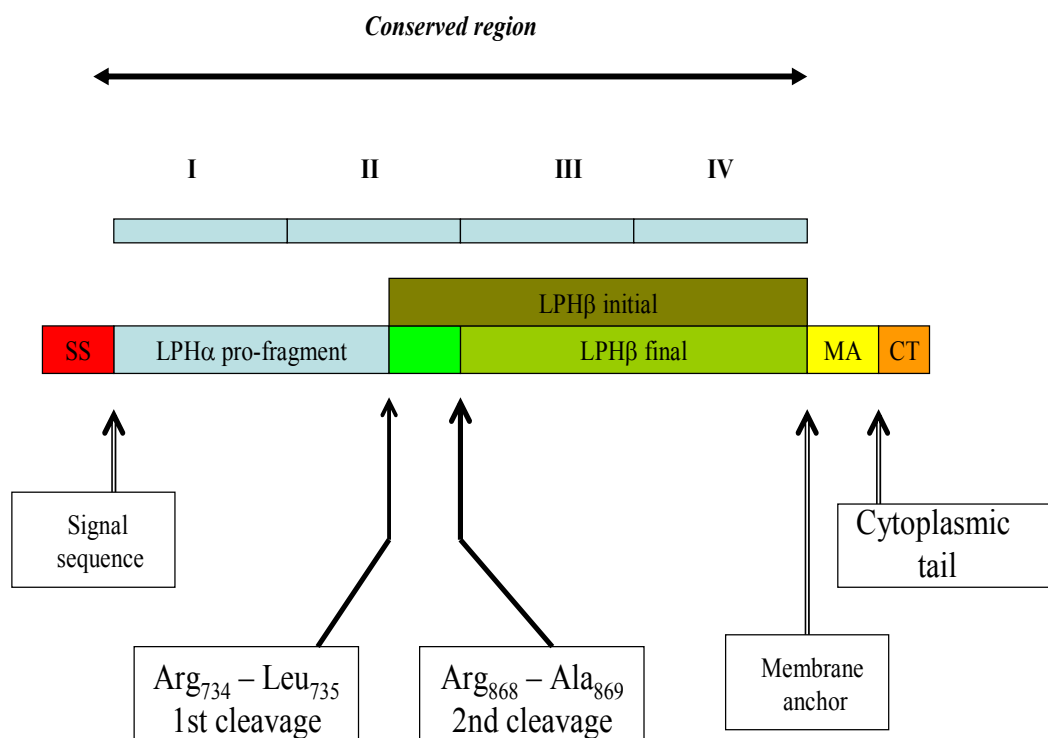 Conserved region
I II III IV
LPHβ initial
SS LPHα pro-fragment LPHβ final MA CT
Signal
sequence
Cytoplasmic
tail
Arg₇₃₄ – Leu₇₃₅
1st cleavage
Arg₈₆₈ – Ala₈₆₉
2nd cleavage
Membrane
anchor